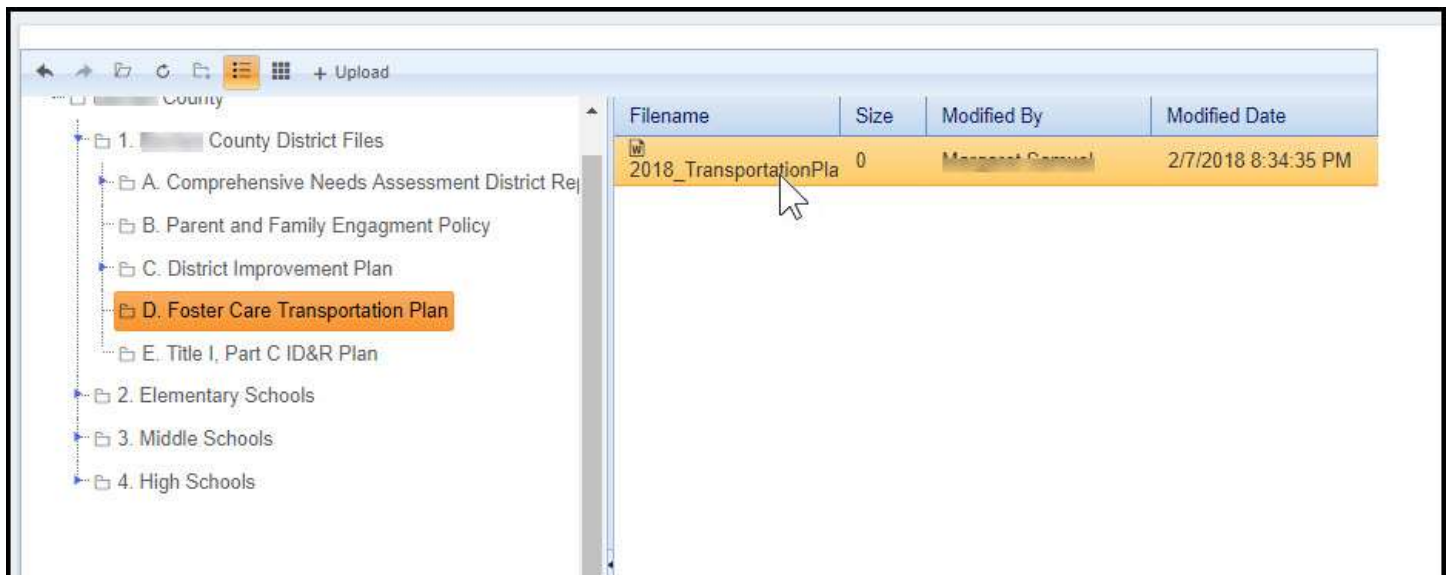 + Upload
County
1. County District Files
A. Comprehensive Needs Assessment District Rep
B. Parent and Family Engagment Policy
C. District Improvement Plan
D. Foster Care Transportation Plan
E. Title I, Part C ID&R Plan
2. Elementary Schools
3. Middle Schools
4. High Schools
Filename Size Modified By Modified Date
2018_TransportationPla 0 2/7/2018 8:34:35 PM